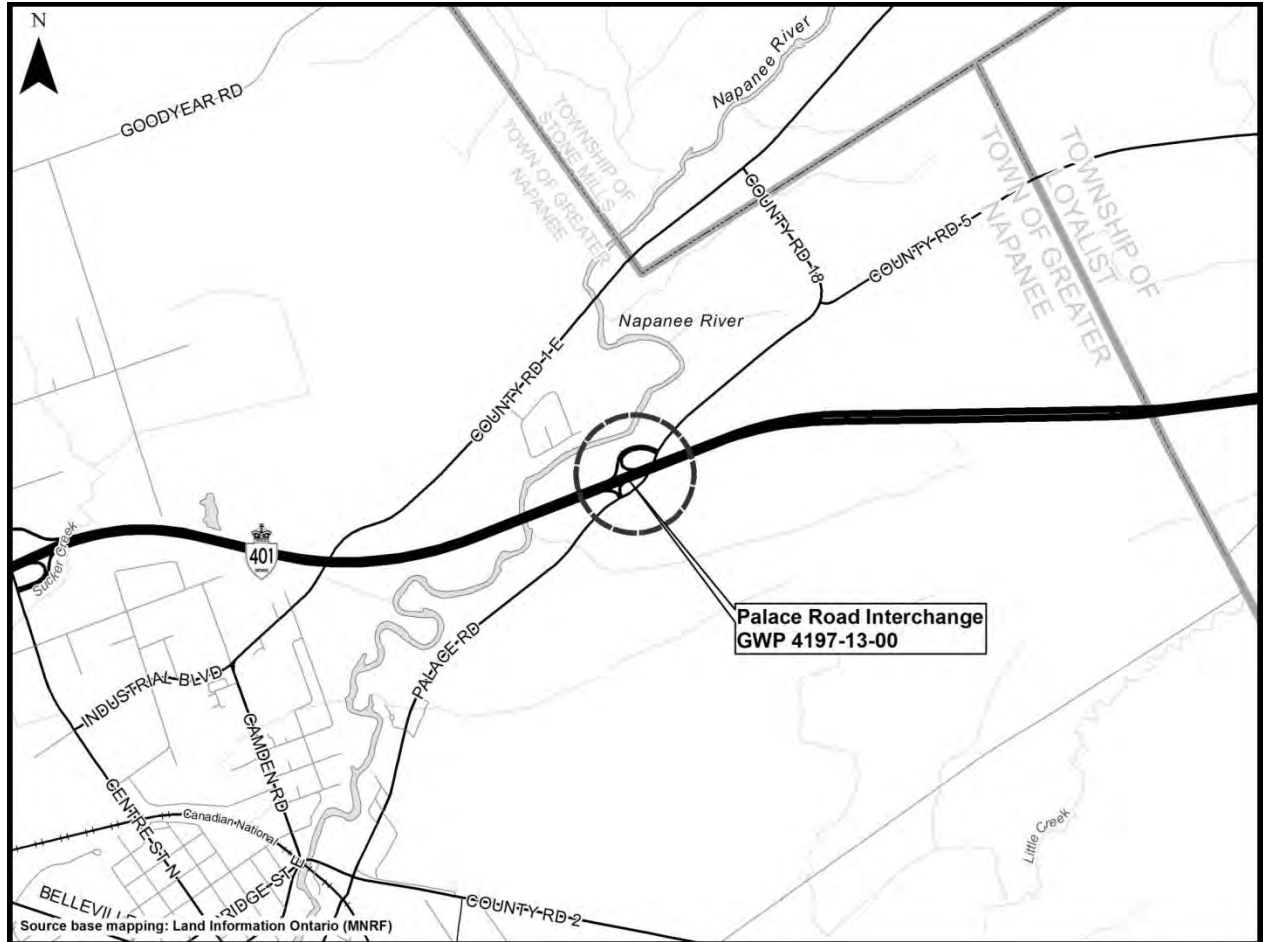 N
GOODYEAR RD
Napanee River
TOWNSHIP OF
STONE MILLS
TOWN OF GREATER
NAPANEE
TOWNSHIP OF
LOYALIST
TOWN OF GREATER
NAPANEE
COUNTY RD 18
COUNTY RD 5
Napanee River
COUNTY RD 1 E
Sucker Creek
401
ONTARIO
Palace Road Interchange
GWP 4197-13-00
PALACE RD
INDUSTRIAL BLVD
CAMDEN RD
CENTRE ST N
Canadian National
Little Creek
BELLEVILLE
BRIDGE ST E
COUNTY RD 2
Source base mapping: Land Information Ontario (MNRF)